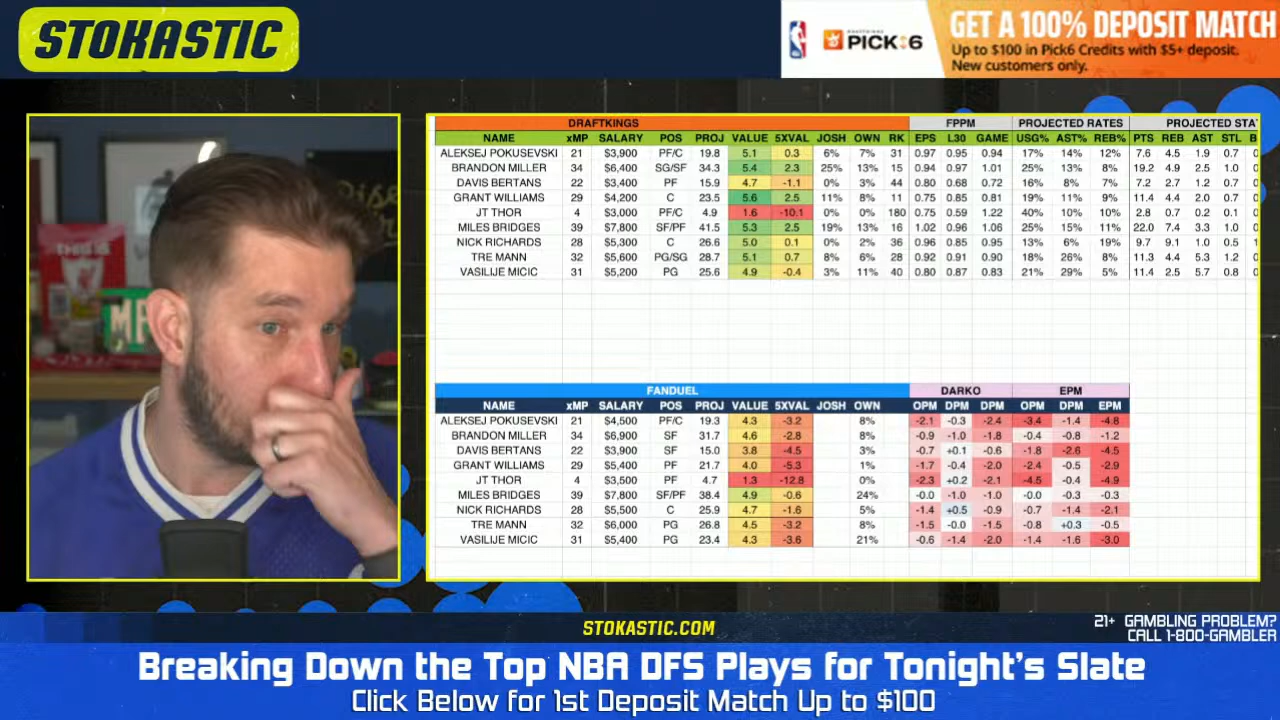 STOKASTIC
PICK6
GET A 100% DEPOSIT MATCH
Up to $100 in Pick6 Credits with $5+ deposit.
New customers only.
DRAFTKINGS FPPM PROJECTED RATES PROJECTED STA
NAME xMP SALARY POS PROJ VALUE 5XVAL JOSH OWN RK EPS L30 GAME USG% AST% REB% PTS REB AST STL B
ALEKSEJ POKUSEVSKI 21 $3,900 PF/C 19.8 5.1 0.3 6% 7% 31 0.97 0.95 0.94 17% 14% 12% 7.6 4.5 1.9 0.7
BRANDON MILLER 34 $6,400 SG/SF 34.3 5.4 2.3 25% 13% 15 0.94 0.97 1.01 25% 13% 8% 19.2 4.9 2.5 1.0
DAVIS BERTANS 22 $3,400 PF 15.9 4.7 -1.1 0% 3% 44 0.80 0.68 0.72 16% 8% 7% 7.2 2.7 1.2 0.7
GRANT WILLIAMS 29 $4,200 C 23.5 5.6 2.5 11% 8% 11 0.75 0.85 0.81 19% 11% 9% 11.4 4.4 2.0 0.7
JT THOR 4 $3,000 PF/C 4.9 1.6 -10.1 0% 0% 180 0.75 0.59 1.22 40% 10% 10% 2.8 0.7 0.2 0.1
MILES BRIDGES 39 $7,800 SF/PF 41.5 5.3 2.5 19% 13% 16 1.02 0.96 1.06 25% 15% 11% 22.0 7.4 3.3 1.0
NICK RICHARDS 28 $5,300 C 26.6 5.0 0.1 0% 2% 36 0.96 0.85 0.95 13% 6% 19% 9.7 9.1 1.0 0.5
TRE MANN 32 $5,600 PG/SG 28.7 5.1 0.7 8% 6% 28 0.92 0.91 0.90 18% 26% 8% 11.3 4.4 5.3 1.2
VASILIJE MICIC 31 $5,200 PG 25.6 4.9 -0.4 3% 11% 40 0.80 0.87 0.83 21% 29% 5% 11.4 2.5 5.7 0.8
FANDUEL DARKO EPM
NAME xMP SALARY POS PROJ VALUE 5XVAL JOSH OWN OPM DPM DPM OPM DPM EPM
ALEKSEJ POKUSEVSKI 21 $4,500 PF/C 19.3 4.3 -3.2 8% -2.1 -0.3 -2.4 -3.4 -1.4 -4.8
BRANDON MILLER 34 $6,900 SF 31.7 4.6 -2.8 8% -0.9 -1.0 -1.8 -0.4 -0.8 -1.2
DAVIS BERTANS 22 $3,900 SF 15.0 3.8 -4.5 3% -0.7 +0.1 -0.6 -1.8 -2.6 -4.5
GRANT WILLIAMS 29 $5,400 PF 21.7 4.0 -5.3 1% -1.7 -0.4 -2.0 -2.4 -0.5 -2.9
JT THOR 4 $3,500 PF 4.7 1.3 -12.8 0% -2.3 +0.2 -2.1 -4.5 -0.4 -4.9
MILES BRIDGES 39 $7,800 SF/PF 38.4 4.9 -0.6 24% -0.0 -1.0 -1.0 -0.0 -0.3 -0.3
NICK RICHARDS 28 $5,500 C 25.9 4.7 -1.6 5% -1.4 +0.5 -0.9 -0.7 -1.4 -2.1
TRE MANN 32 $6,000 PG 26.8 4.5 -3.2 8% -1.5 -0.0 -1.5 -0.8 +0.3 -0.5
VASILIJE MICIC 31 $5,400 PG 23.4 4.3 -3.6 21% -0.6 -1.4 -2.0 -1.4 -1.6 -3.0
STOKASTIC.COM
21+ GAMBLING PROBLEM?
CALL 1-800-GAMBLER
Breaking Down the Top NBA DFS Plays for Tonight's Slate
Click Below for 1st Deposit Match Up to $100